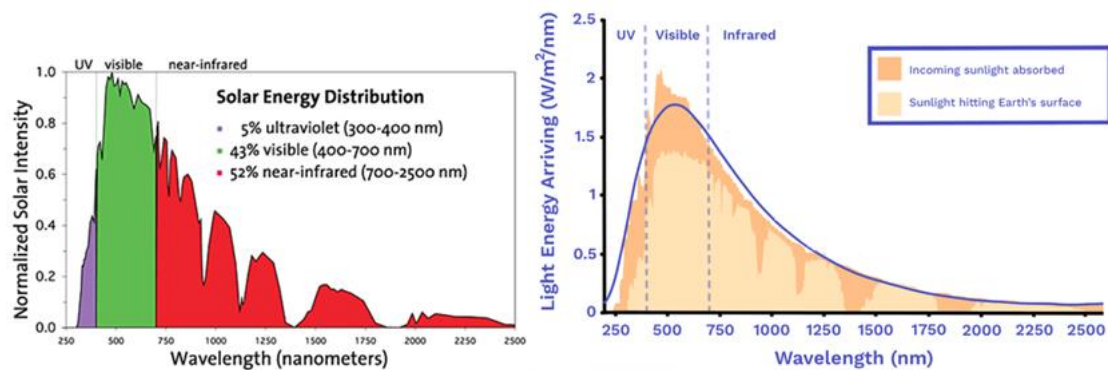 UV visible near-infrared
Solar Energy Distribution
5% ultraviolet (300-400 nm)
43% visible (400-700 nm)
52% near-infrared (700-2500 nm)
Normalized Solar Intensity
1.0
0.8
0.6
0.4
0.2
0.0
250 500 750 1000 1250 1500 1750 2000 2250 2500
Wavelength (nanometers)
UV Visible Infrared
Incoming sunlight absorbed
Sunlight hitting Earth's surface
Light Energy Arriving (W/m²/nm)
2.5
2
1.5
1
0.5
0
250 500 750 1000 1250 1500 1750 2000 2250 2500
Wavelength (nm)